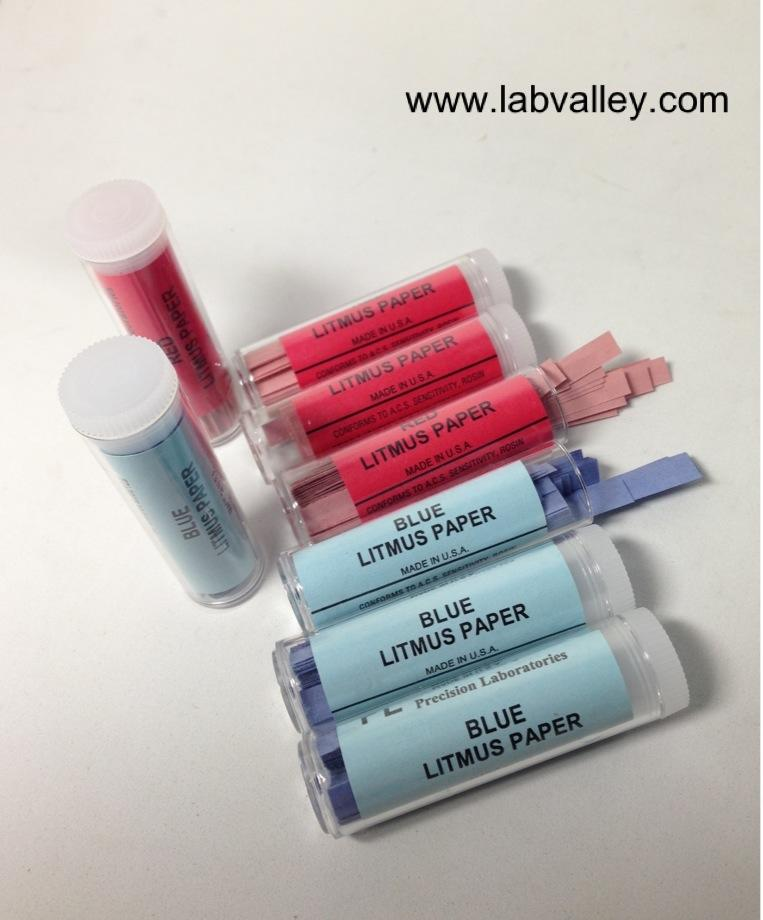 www.labvalley.com
LITMUS PAPER
MADE IN U.S.A.
CONFORMS TO A.C.S. SENSITIVITY, ROSIN
LITMUS PAPER
MADE IN U.S.A.
CONFORMS TO A.C.S. SENSITIVITY, ROSIN
RED
LITMUS PAPER
MADE IN U.S.A.
CONFORMS TO A.C.S. SENSITIVITY, ROSIN
BLUE
LITMUS PAPER
MADE IN U.S.A.
CONFORMS TO A.C.S. SENSITIVITY, ROSIN
BLUE
LITMUS PAPER
MADE IN U.S.A.
Precision Laboratories
BLUE
LITMUS PAPER
RED
LITMUS PAPER
BLUE
LITMUS PAPER